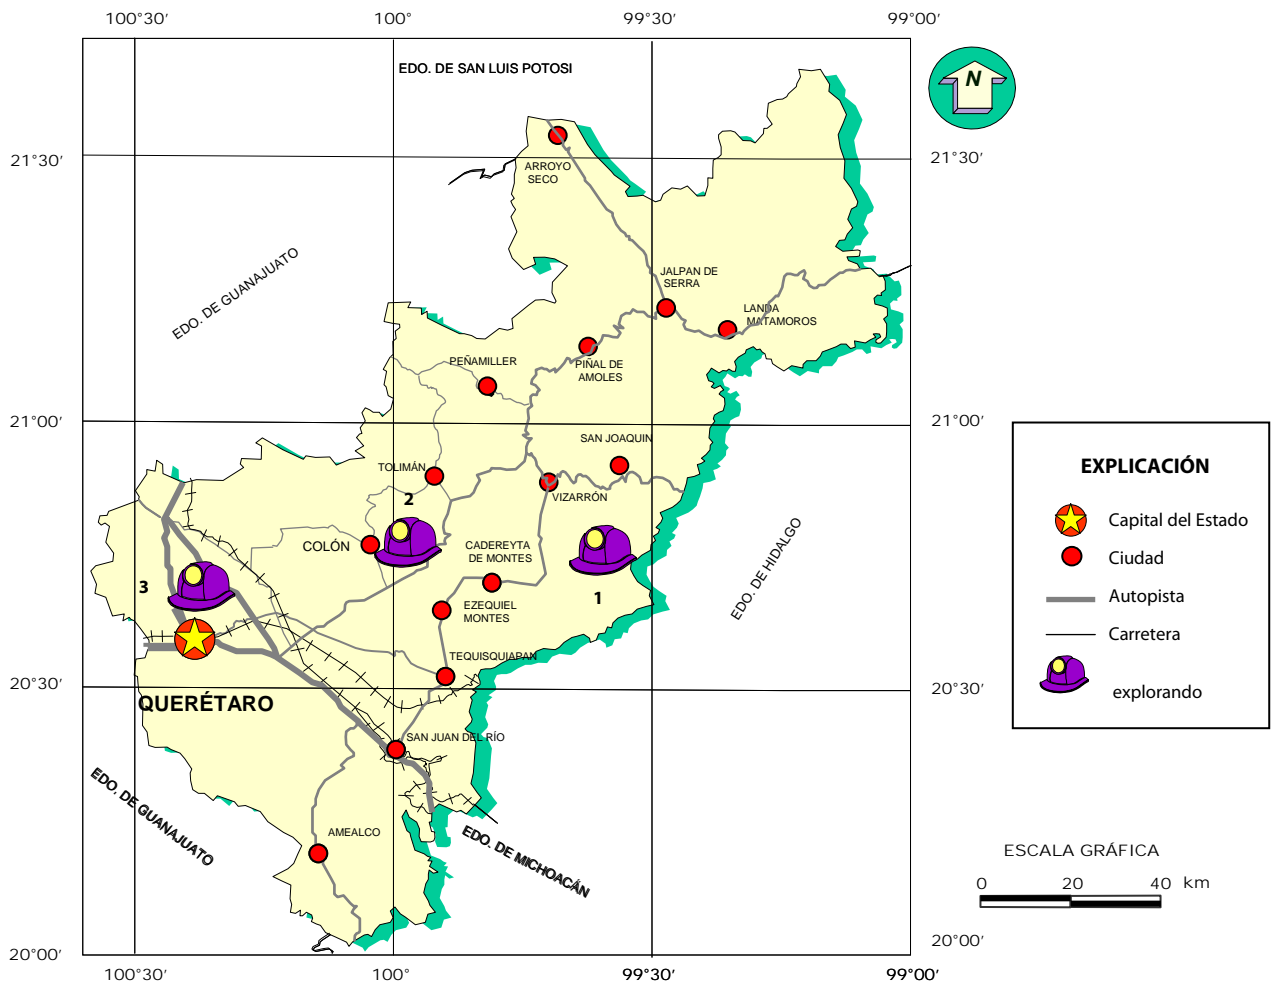 100°30'
100°
99°30'
99°00'
EDO. DE SAN LUIS POTOSI
N
21°30'
21°30'
ARROYO
SECO
EDO. DE GUANAJUATO
JALPAN DE
SERRA
LANDA
MATAMOROS
PEÑAMILLER
PIÑAL DE
AMOLES
21°00'
21°00'
SAN JOAQUIN
TOLIMÁN
VIZARRÓN
2
COLÓN
CADEREYTA
DE MONTES
EDO. DE HIDALGO
3
1
EZEQUIEL
MONTES
TEQUISQUIAPAN
20°30'
20°30'
QUERÉTARO
SAN JUAN DEL RÍO
EDO. DE GUANAJUATO
AMEALCO
EDO. DE MICHOACÁN
20°00'
20°00'
100°30'
100°
99°30'
99°00'
EXPLICACIÓN
Capital del Estado
Ciudad
Autopista
Carretera
explorando
ESCALA GRÁFICA
0 20 40 km